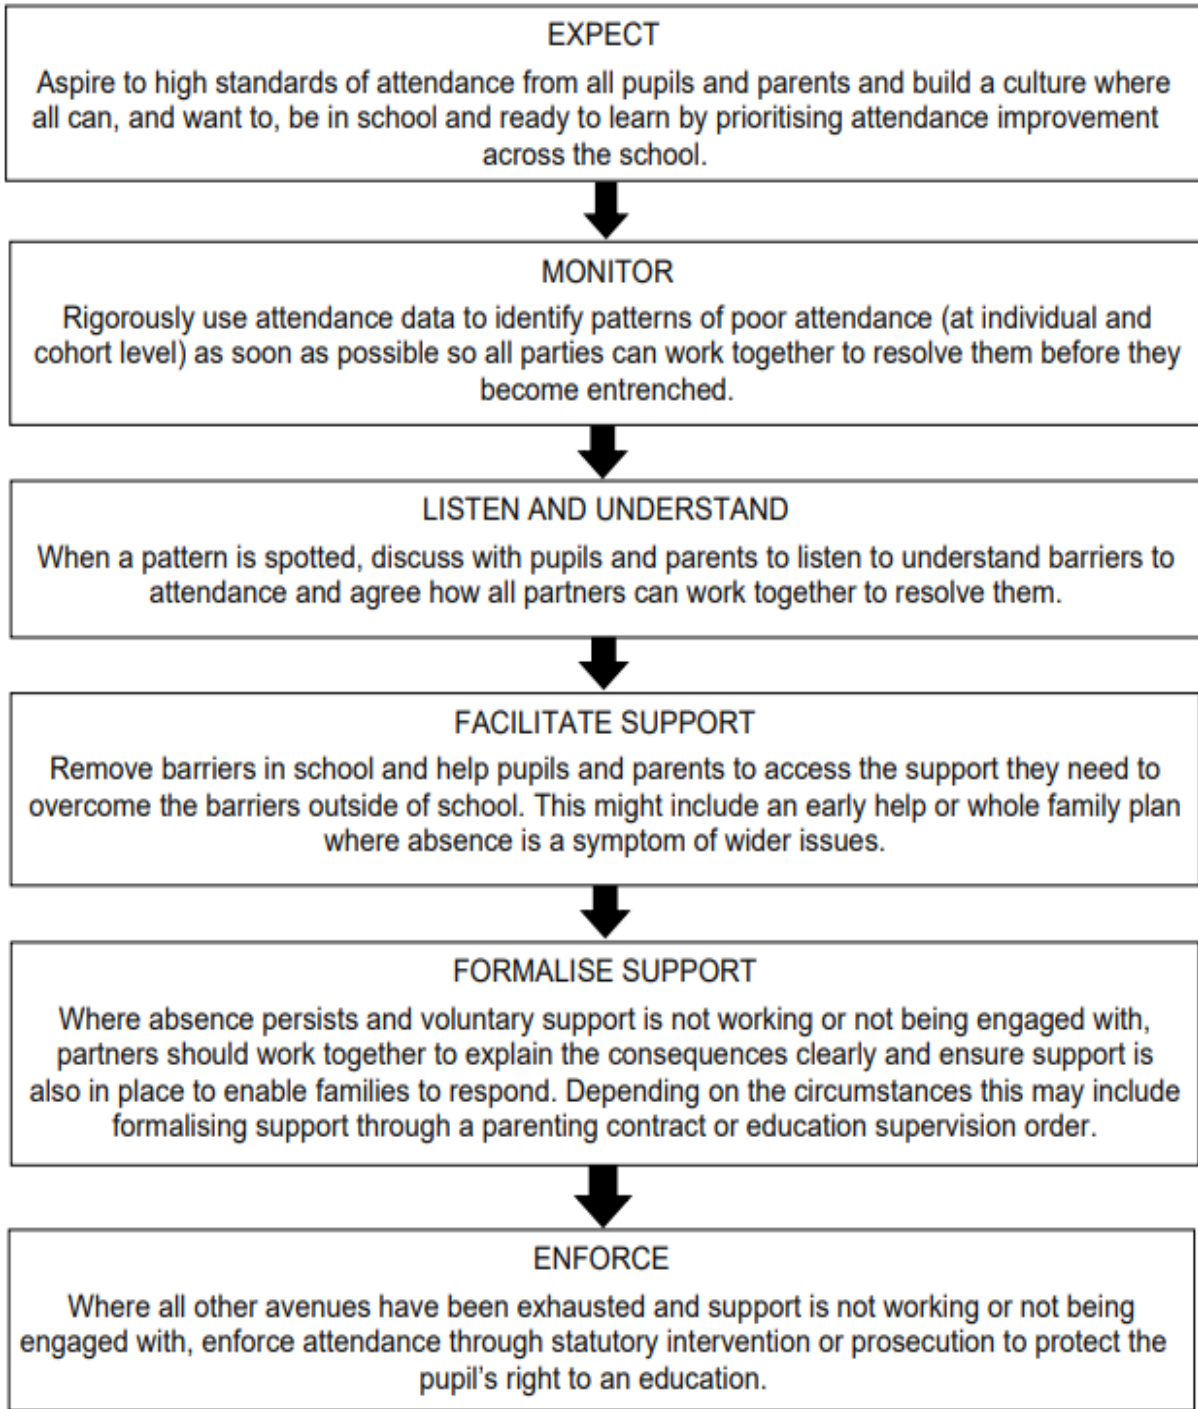 EXPECT
Aspire to high standards of attendance from all pupils and parents and build a culture where
all can, and want to, be in school and ready to learn by prioritising attendance improvement
across the school.
MONITOR
Rigorously use attendance data to identify patterns of poor attendance (at individual and
cohort level) as soon as possible so all parties can work together to resolve them before they
become entrenched.
LISTEN AND UNDERSTAND
When a pattern is spotted, discuss with pupils and parents to listen to understand barriers to
attendance and agree how all partners can work together to resolve them.
FACILITATE SUPPORT
Remove barriers in school and help pupils and parents to access the support they need to
overcome the barriers outside of school. This might include an early help or whole family plan
where absence is a symptom of wider issues.
FORMALISE SUPPORT
Where absence persists and voluntary support is not working or not being engaged with,
partners should work together to explain the consequences clearly and ensure support is
also in place to enable families to respond. Depending on the circumstances this may include
formalising support through a parenting contract or education supervision order.
ENFORCE
Where all other avenues have been exhausted and support is not working or not being
engaged with, enforce attendance through statutory intervention or prosecution to protect the
pupil's right to an education.